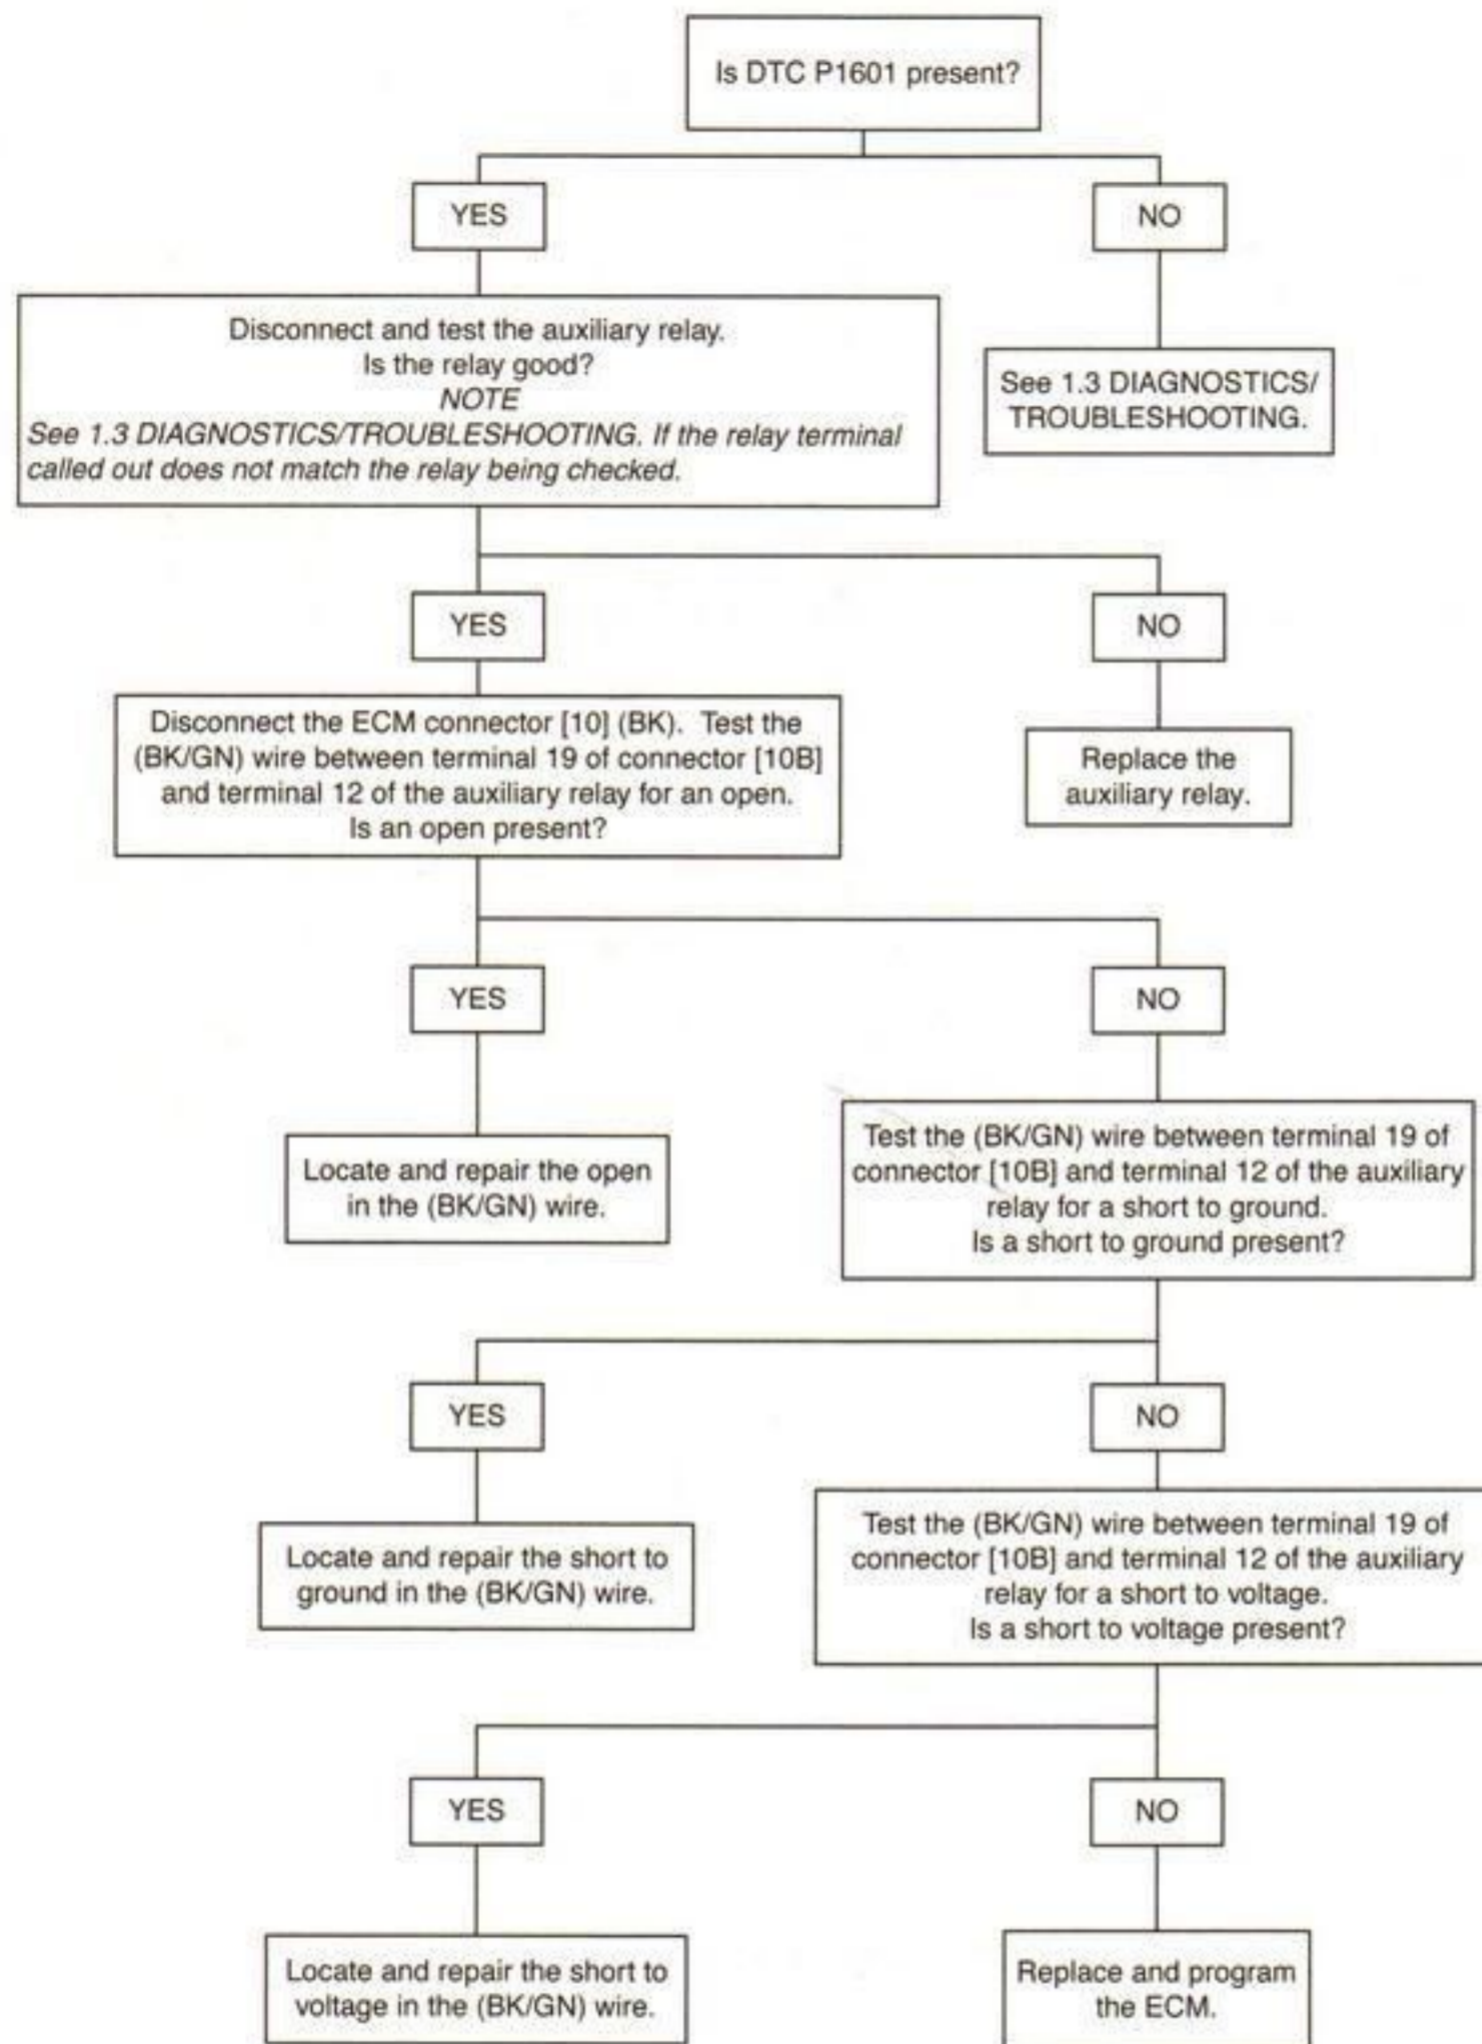 Is DTC P1601 present?
YES
NO
Disconnect and test the auxiliary relay.
Is the relay good?
NOTE
See 1.3 DIAGNOSTICS/TROUBLESHOOTING. If the relay terminal
called out does not match the relay being checked.
See 1.3 DIAGNOSTICS/
TROUBLESHOOTING.
YES
NO
Disconnect the ECM connector [10] (BK). Test the
(BK/GN) wire between terminal 19 of connector [10B]
and terminal 12 of the auxiliary relay for an open.
Is an open present?
Replace the
auxiliary relay.
YES
NO
Locate and repair the open
in the (BK/GN) wire.
Test the (BK/GN) wire between terminal 19 of
connector [10B] and terminal 12 of the auxiliary
relay for a short to ground.
Is a short to ground present?
YES
NO
Locate and repair the short to
ground in the (BK/GN) wire.
Test the (BK/GN) wire between terminal 19 of
connector [10B] and terminal 12 of the auxiliary
relay for a short to voltage.
Is a short to voltage present?
YES
NO
Locate and repair the short to
voltage in the (BK/GN) wire.
Replace and program
the ECM.